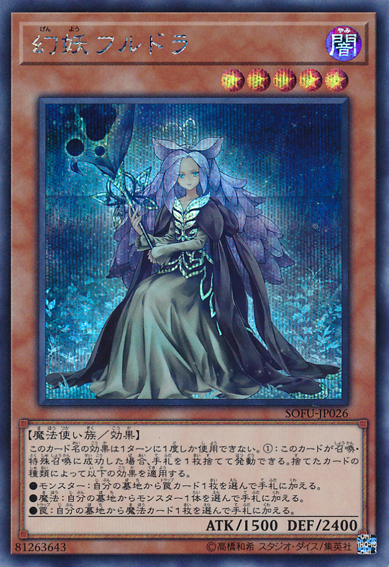 幻妖フルドラ
闇
SOFU-JP026
【魔法使い族／効果】
このカード名の効果は1ターンに1度しか使用できない。①：このカードが召喚・
特殊召喚に成功した場合、手札を1枚捨てて発動できる。捨てたカードの
種類によって以下の効果を適用する。
●モンスター：自分の墓地から罠カード1枚を選んで手札に加える。
●魔法：自分の墓地からモンスター1体を選んで手札に加える。
●罠：自分の墓地から魔法カード1枚を選んで手札に加える。
ATK/1500 DEF/2400
81263643
©高橋和希 スタジオ・ダイス/集英社